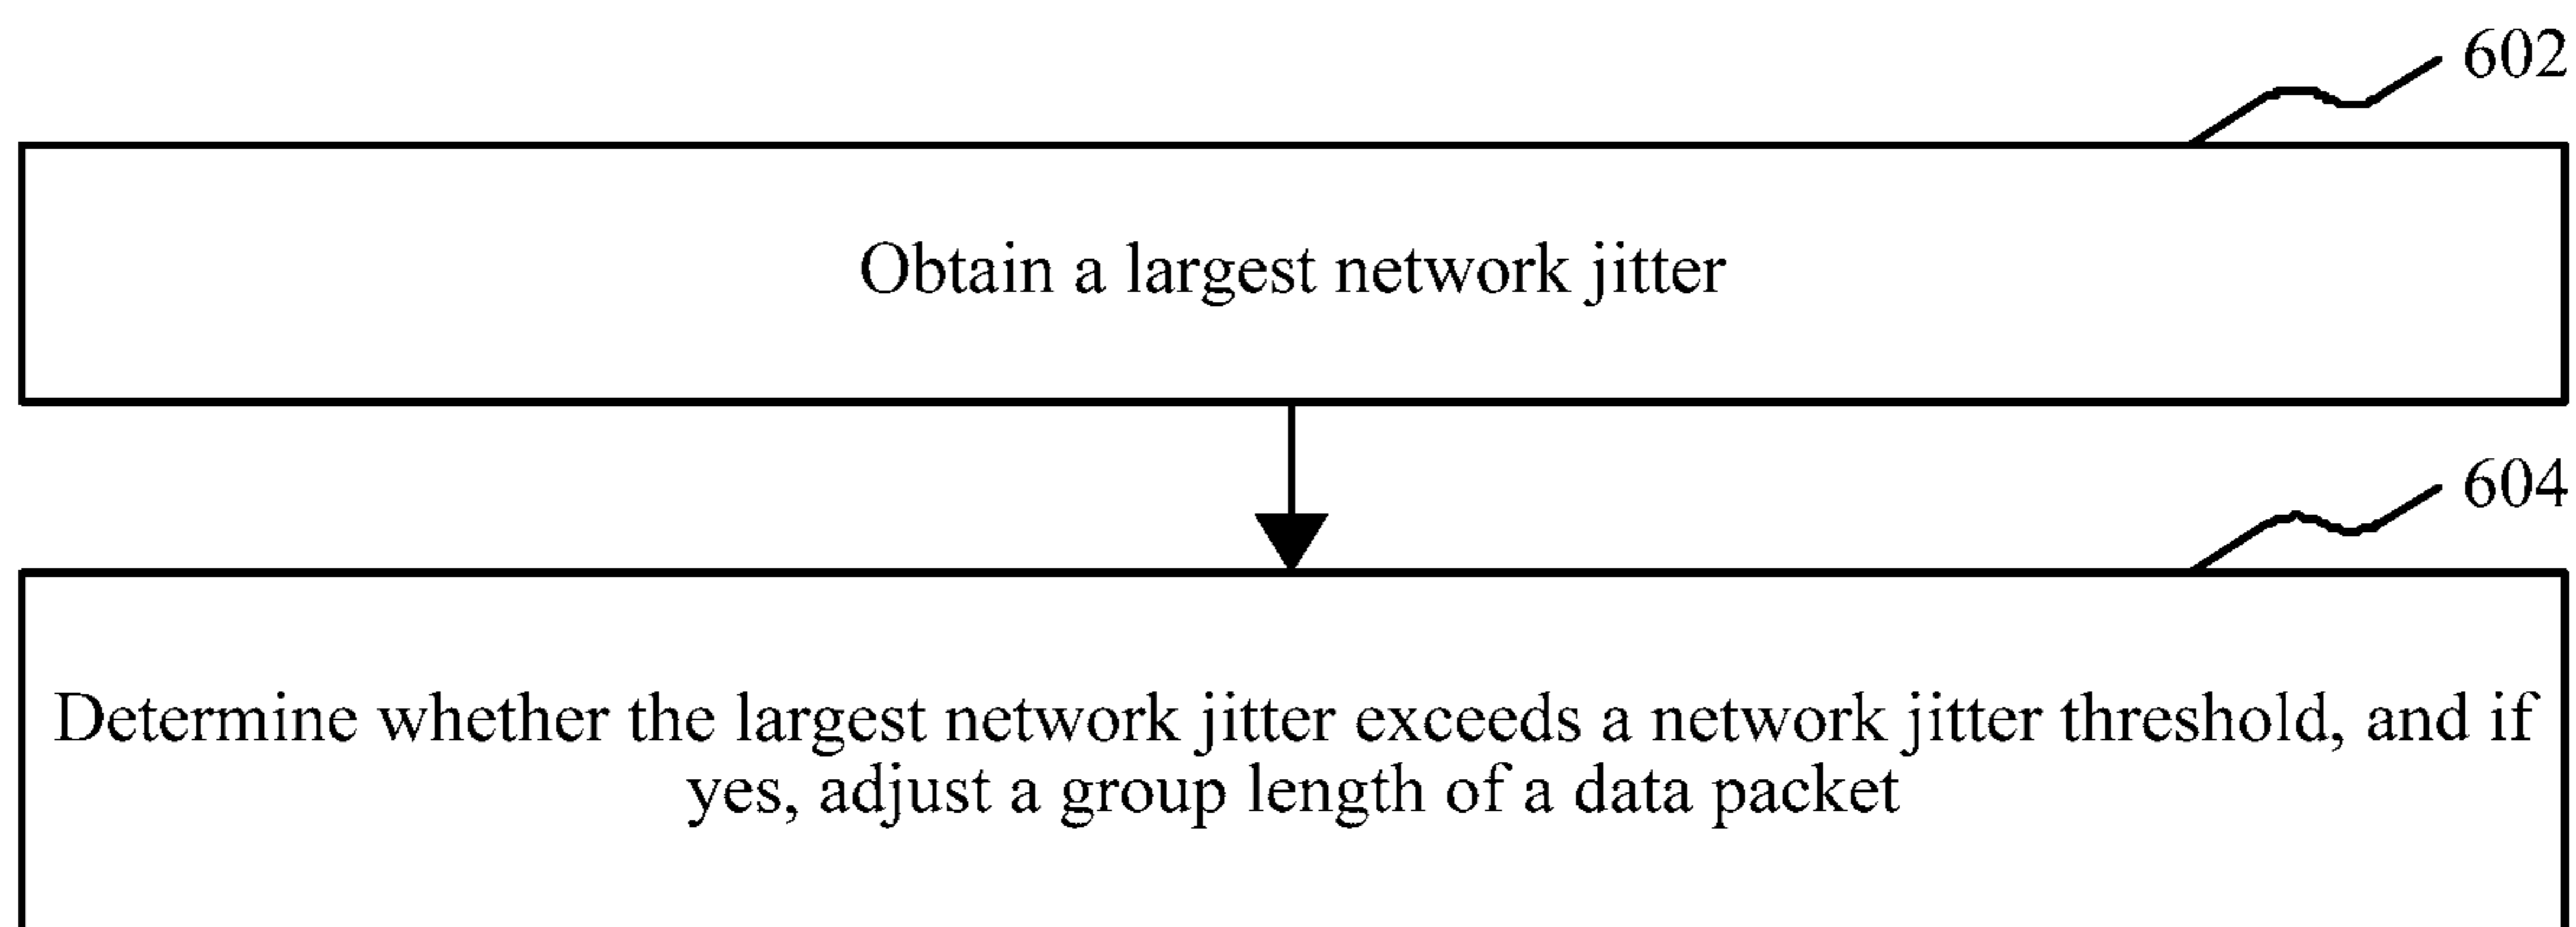 602
Obtain a largest network jitter
604
Determine whether the largest network jitter exceeds a network jitter threshold, and if
yes, adjust a group length of a data packet